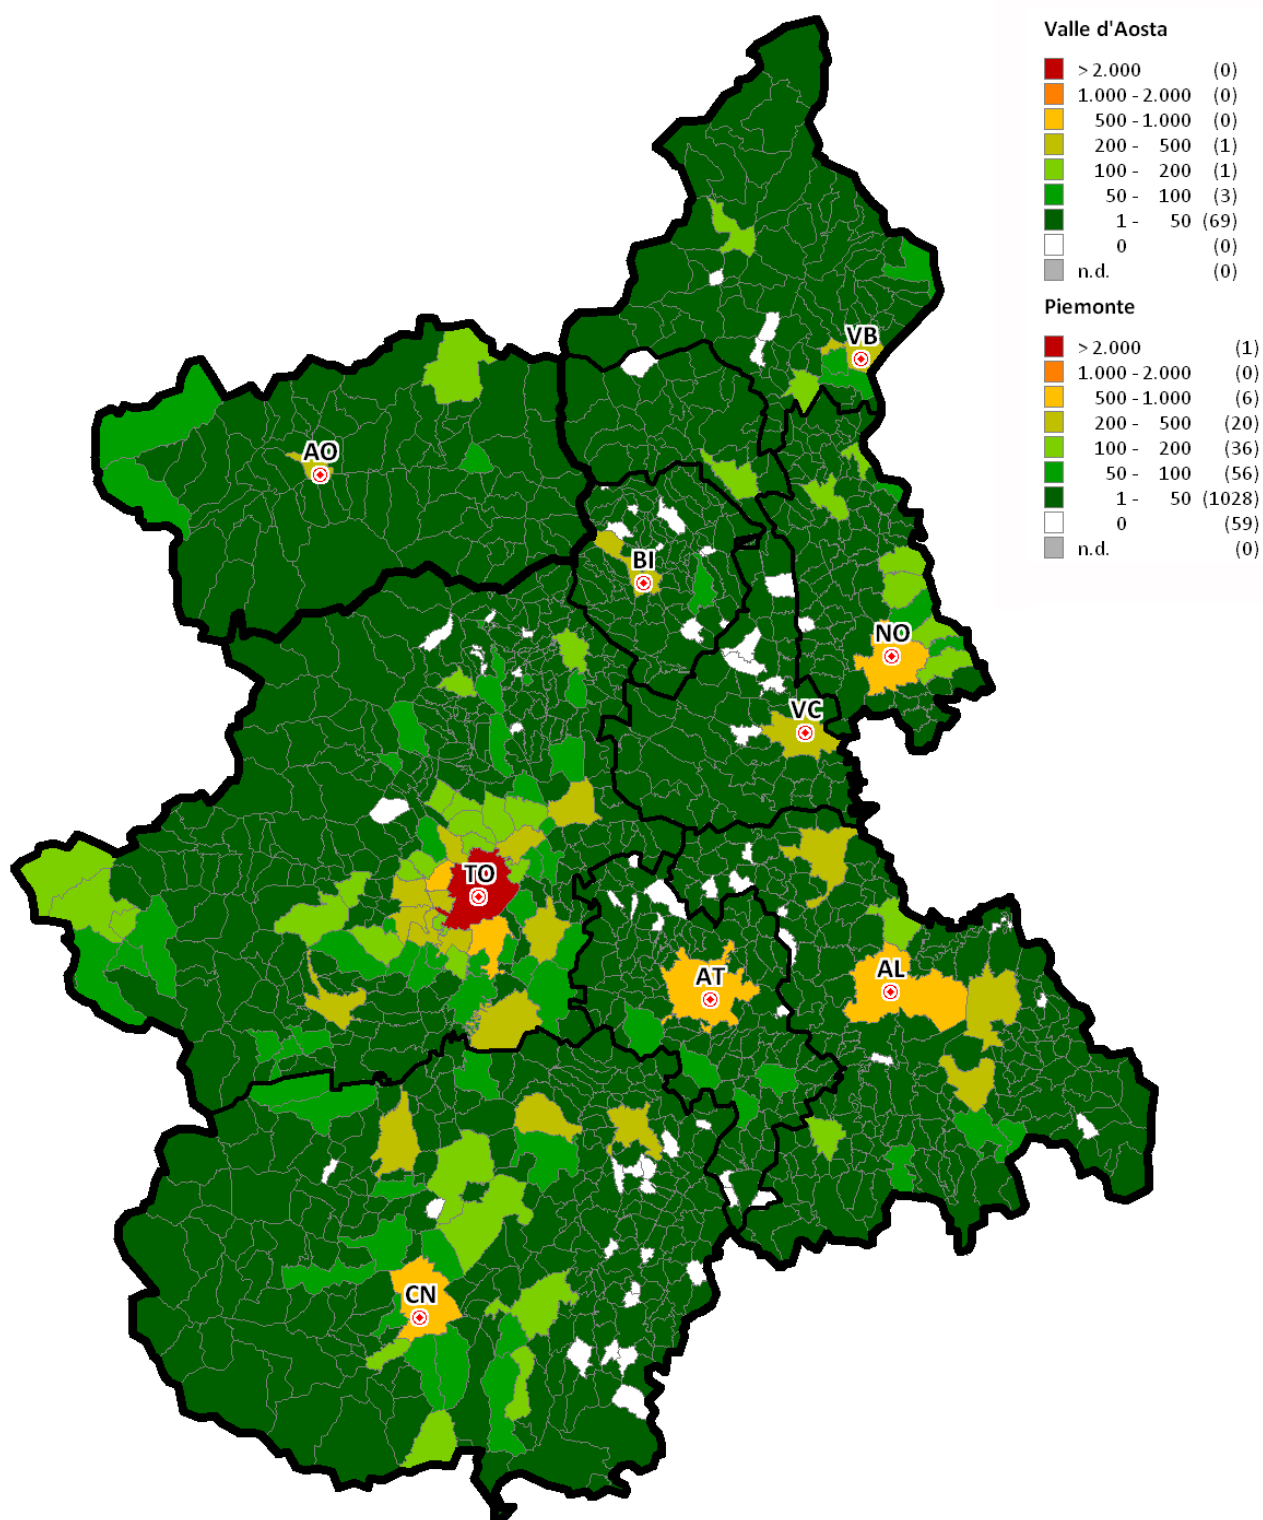 Valle d'Aosta
> 2.000 (0)
1.000 - 2.000 (0)
500 - 1.000 (0)
200 - 500 (1)
100 - 200 (1)
50 - 100 (3)
1 - 50 (69)
0 (0)
n.d. (0)
Piemonte
> 2.000 (1)
1.000 - 2.000 (0)
500 - 1.000 (6)
200 - 500 (20)
100 - 200 (36)
50 - 100 (56)
1 - 50 (1028)
0 (59)
n.d. (0)
VB
AO
BI
NO
VC
TO
AT
AL
CN